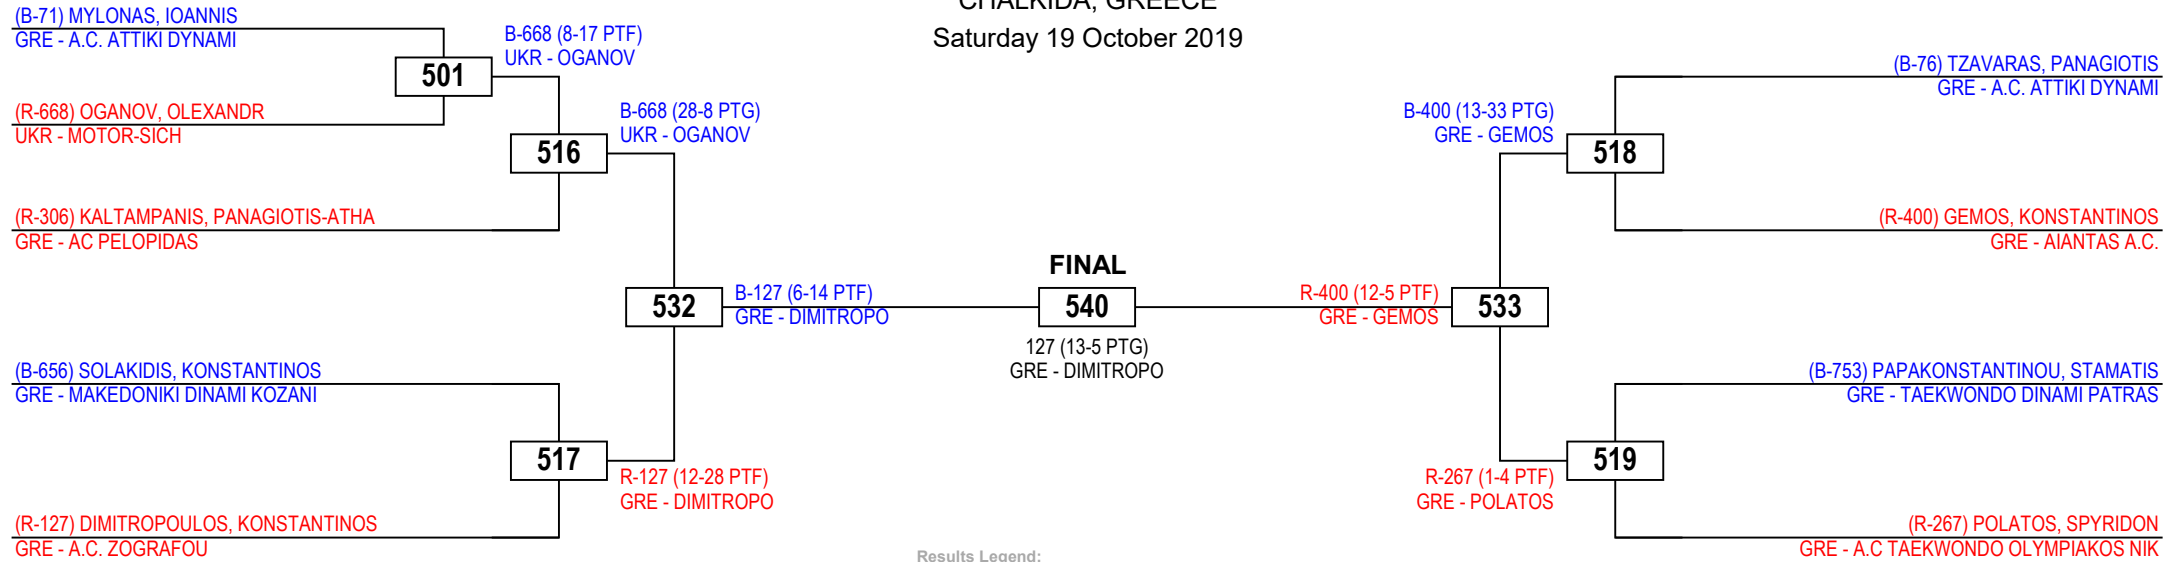 CHALKIDA, GREECE
Saturday 19 October 2019
(B-71) MYLONAS, IOANNIS
GRE - A.C. ATTIKI DYNAMI
501
(R-668) OGANOV, OLEXANDR
UKR - MOTOR-SICH
B-668 (8-17 PTF)
UKR - OGANOV
516
B-668 (28-8 PTG)
UKR - OGANOV
(R-306) KALTAMPANIS, PANAGIOTIS-ATHA
GRE - AC PELOPIDAS
532
B-127 (6-14 PTF)
GRE - DIMITROPO
(B-656) SOLAKIDIS, KONSTANTINOS
GRE - MAKEDONIKI DINAMI KOZANI
517
R-127 (12-28 PTF)
GRE - DIMITROPO
(R-127) DIMITROPOULOS, KONSTANTINOS
GRE - A.C. ZOGRAFOU
FINAL
540
127 (13-5 PTG)
GRE - DIMITROPO
(B-76) TZAVARAS, PANAGIOTIS
GRE - A.C. ATTIKI DYNAMI
B-400 (13-33 PTG)
GRE - GEMOS
518
(R-400) GEMOS, KONSTANTINOS
GRE - AIANTAS A.C.
R-400 (12-5 PTF)
GRE - GEMOS
533
(B-753) PAPAKONSTANTINOU, STAMATIS
GRE - TAEKWONDO DINAMI PATRAS
519
R-267 (1-4 PTF)
GRE - POLATOS
(R-267) POLATOS, SPYRIDON
GRE - A.C TAEKWONDO OLYMPIAKOS NIK
Results Legend: